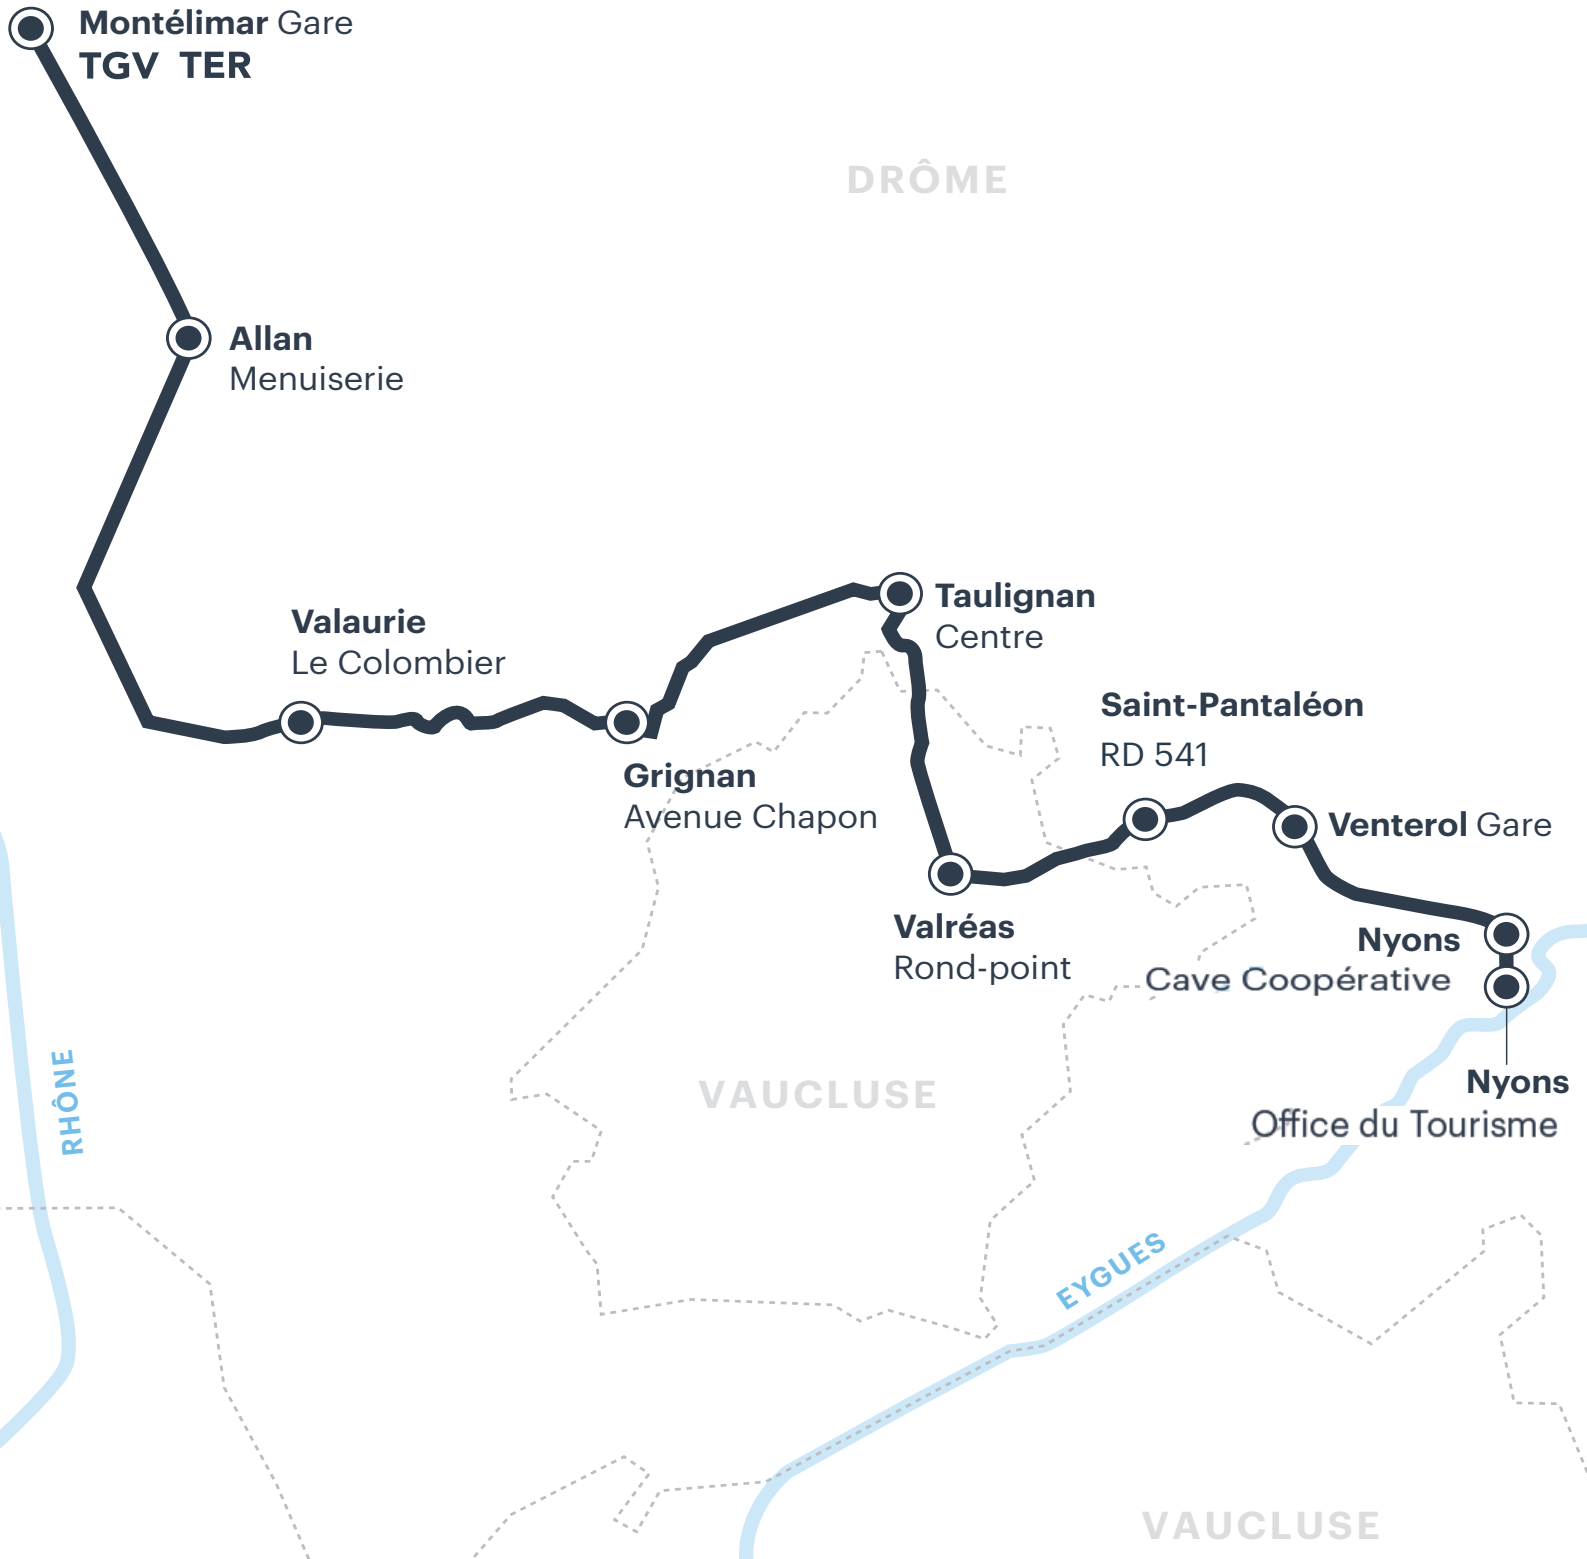 Montélimar Gare
TGV TER
DRÔME
Allan
Menuiserie
Taulignan
Centre
Valaurie
Le Colombier
Saint-Pantaléon
RD 541
Grignan
Avenue Chapon
Venterol Gare
Valréas
Rond-point
Nyons
Cave Coopérative
RHÔNE
VAUCLUSE
Nyons
Office du Tourisme
EYGUES
VAUCLUSE